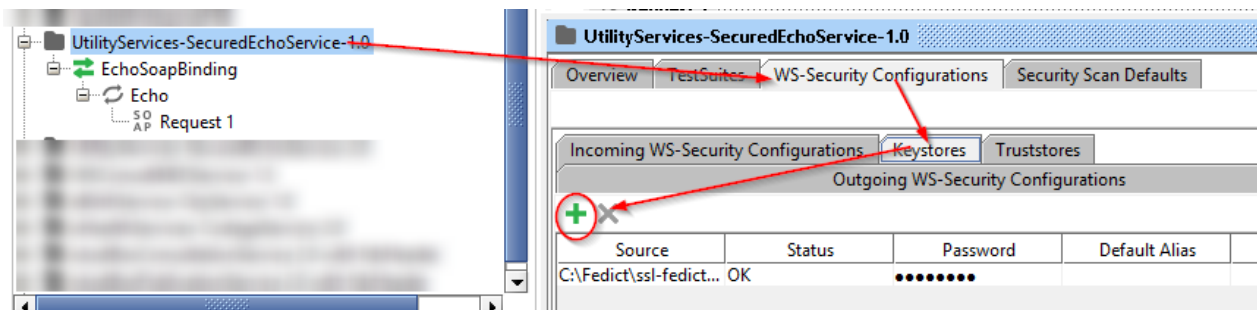 UtilityServices-SecuredEchoService-1.0
EchoSoapBinding
Echo
SO
AP
Request 1
UtilityServices-SecuredEchoService-1.0
Overview TestSuites WS-Security Configurations Security Scan Defaults
Incoming WS-Security Configurations Keystores Truststores
Outgoing WS-Security Configurations
Source Status Password Default Alias
C:\Fedict\ssl-fedict... OK ●●●●●●●●